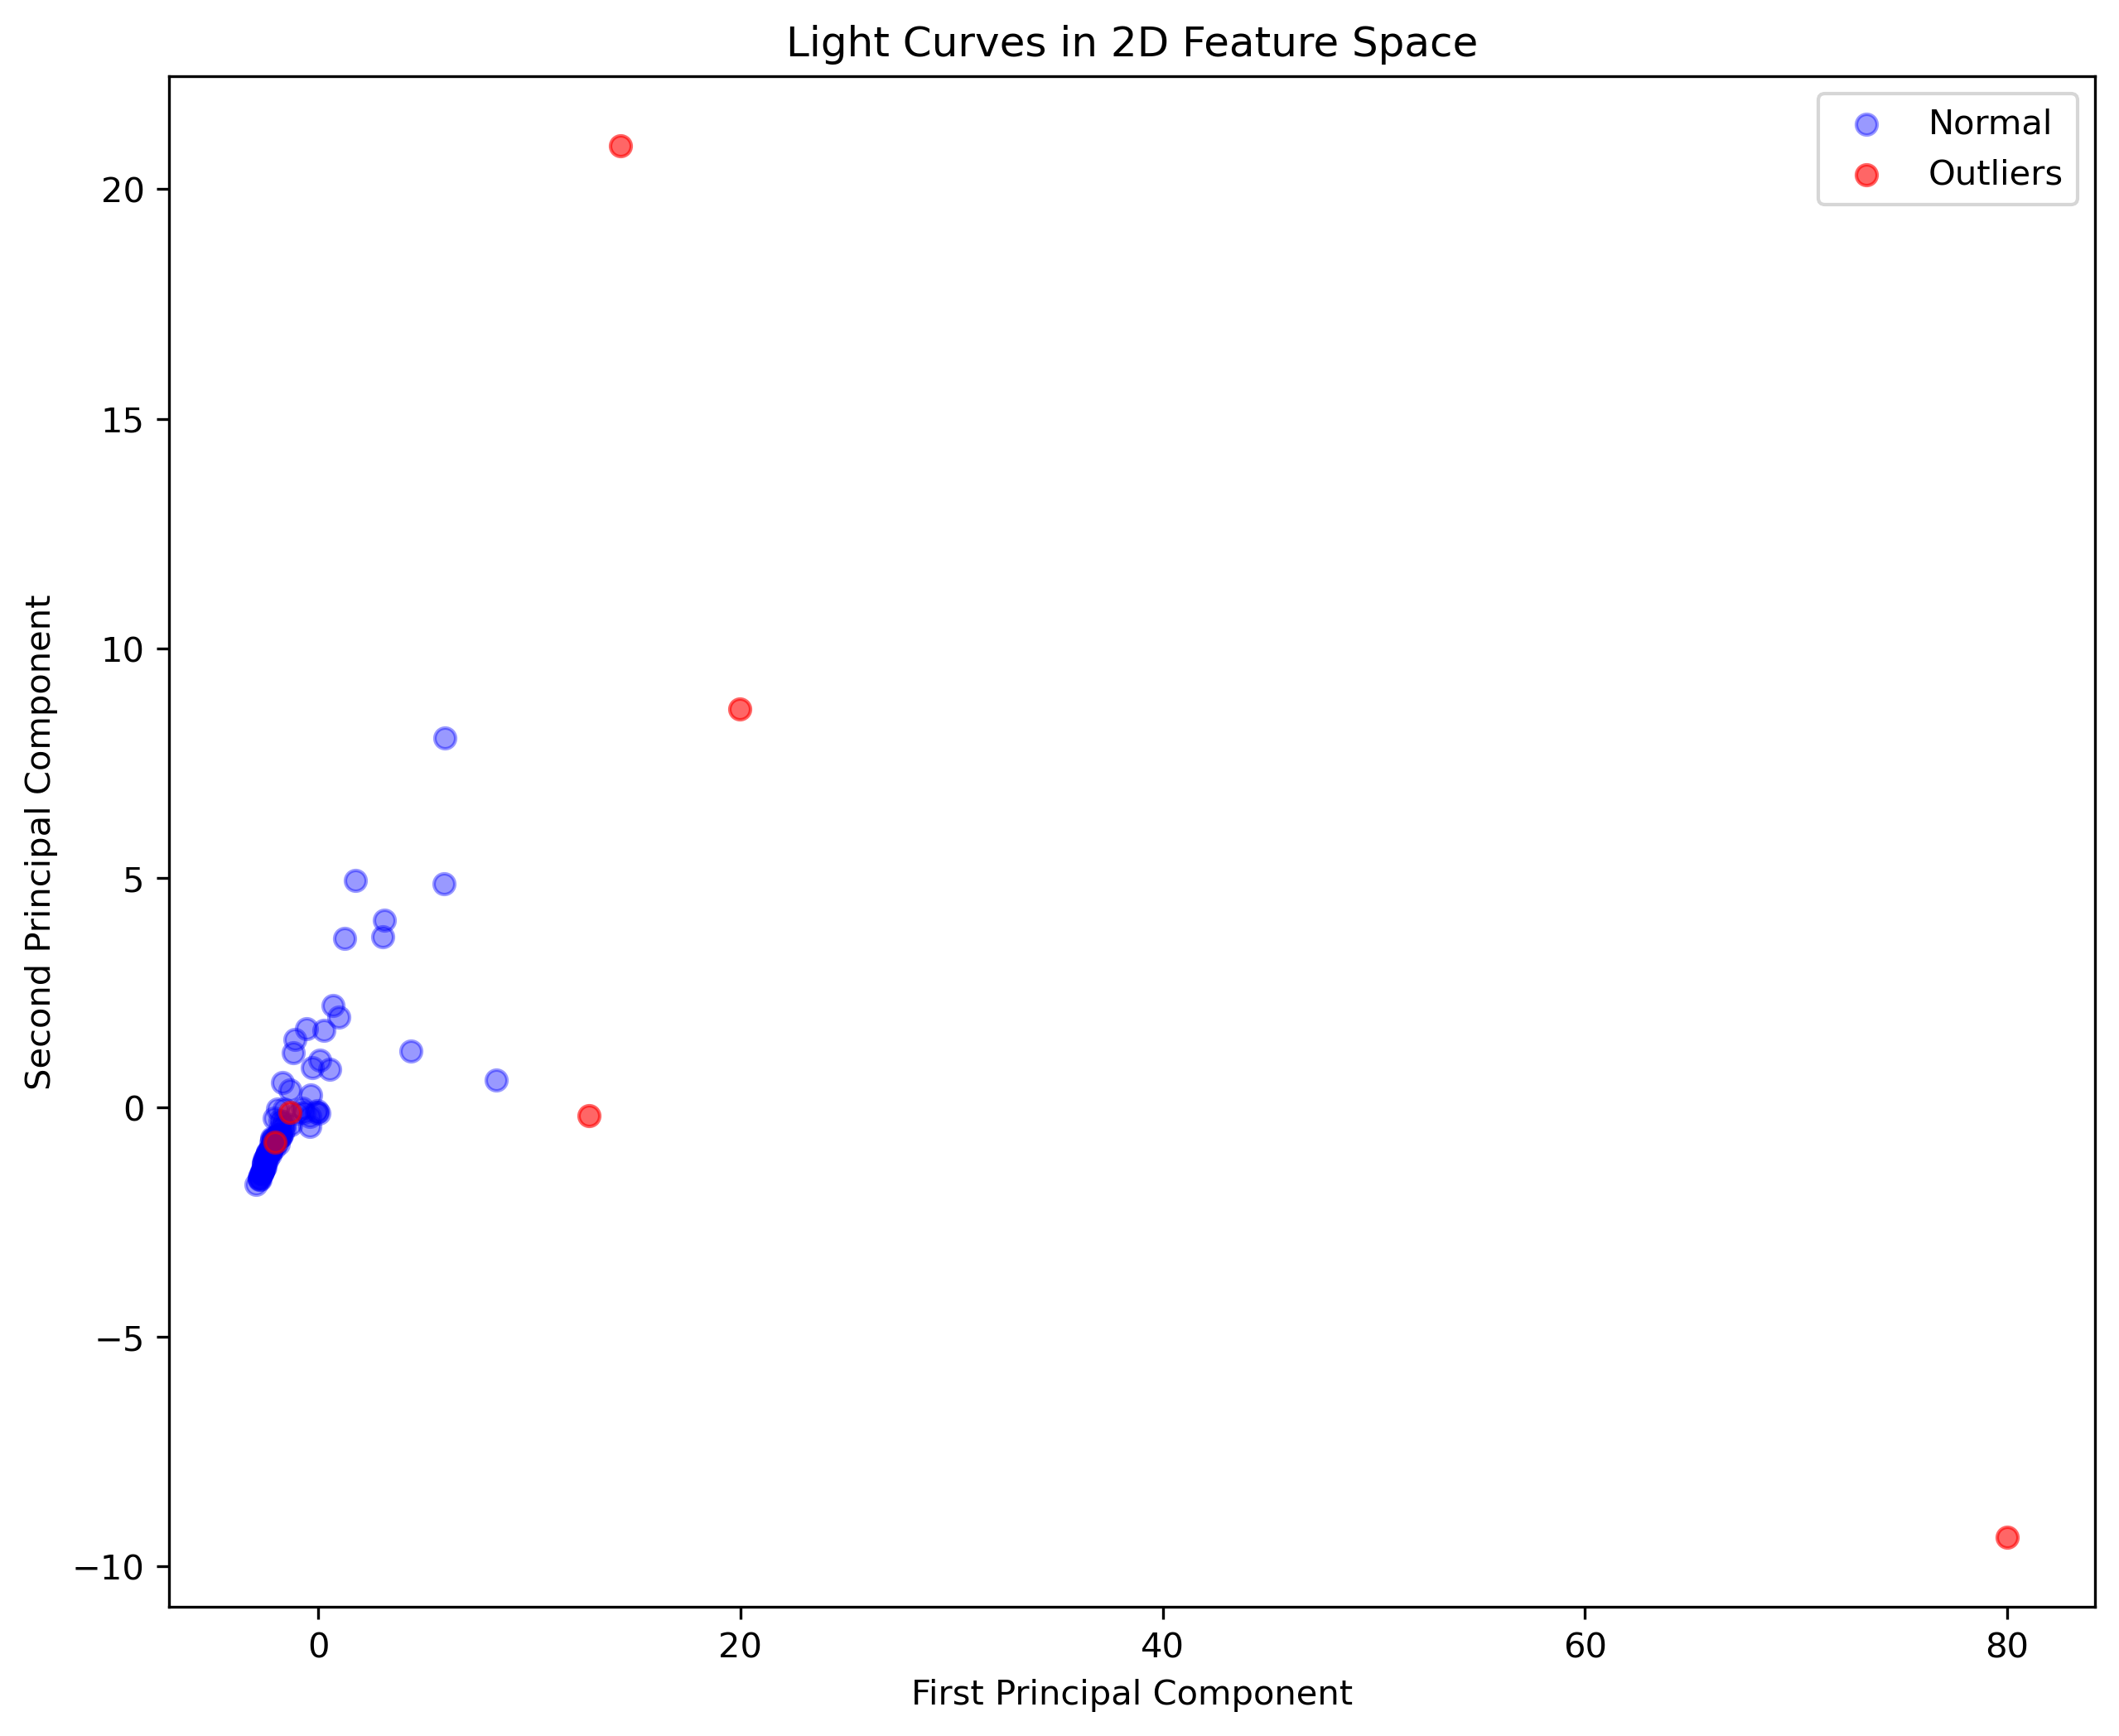 Light Curves in 2D Feature Space
Normal
Outliers
20
15
10
5
0
−5
−10
Second Principal Component
0
20
40
60
80
First Principal Component